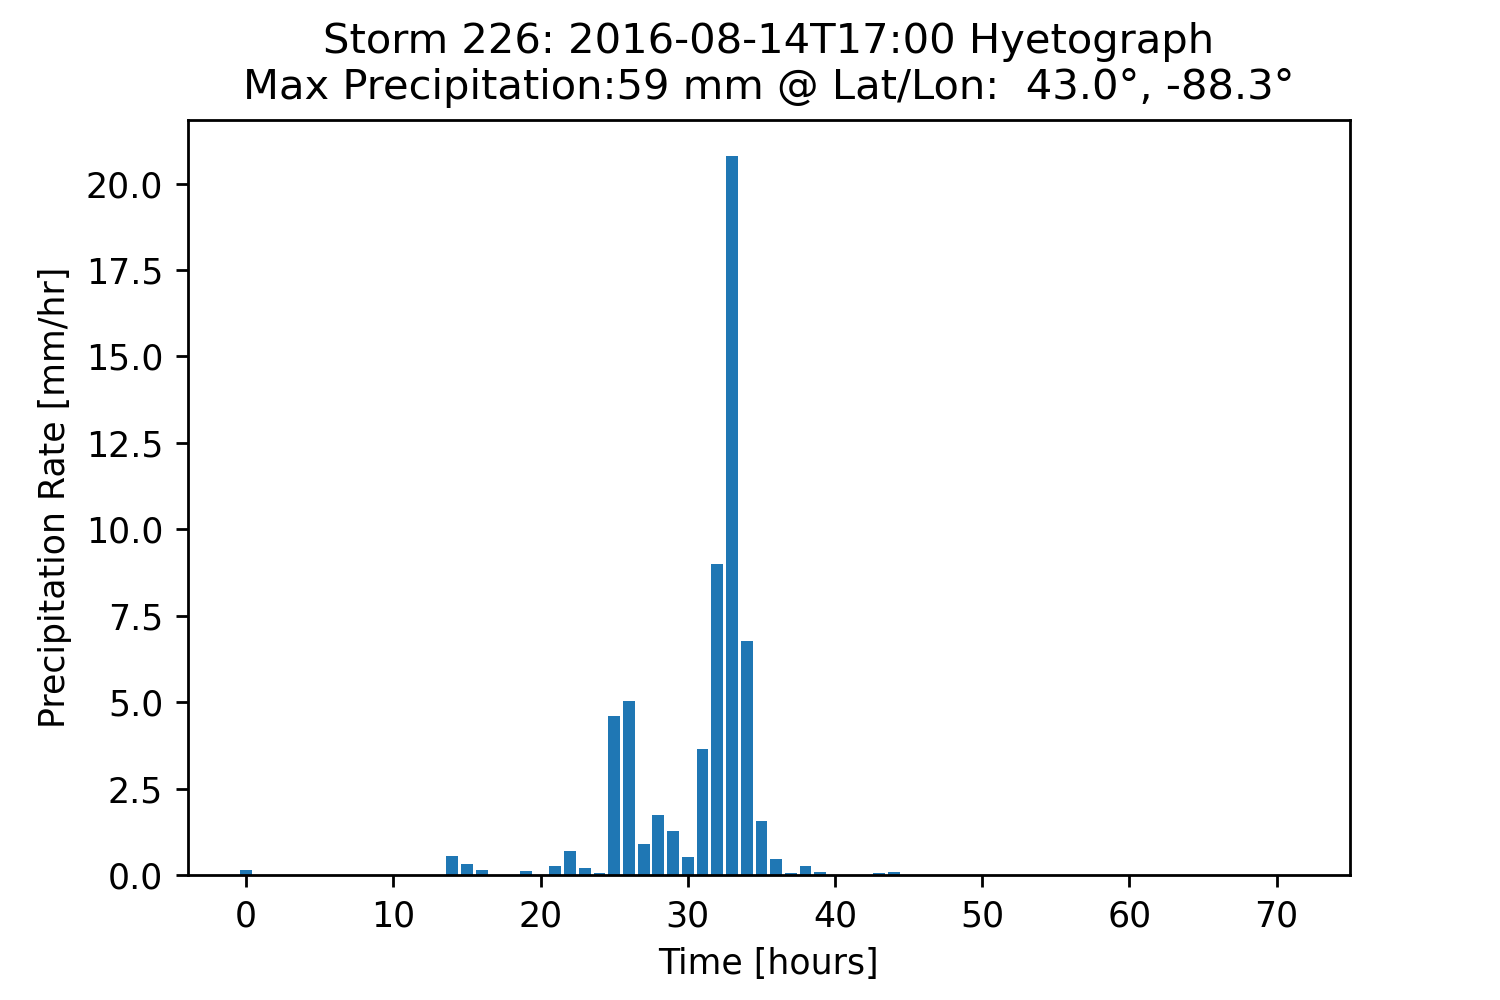 Storm 226: 2016-08-14T17:00 Hyetograph
Max Precipitation:59 mm @ Lat/Lon:  43.0°, -88.3°
20.0
17.5
15.0
12.5
10.0
7.5
5.0
2.5
0.0
Precipitation Rate [mm/hr]
0 10 20 30 40 50 60 70
Time [hours]